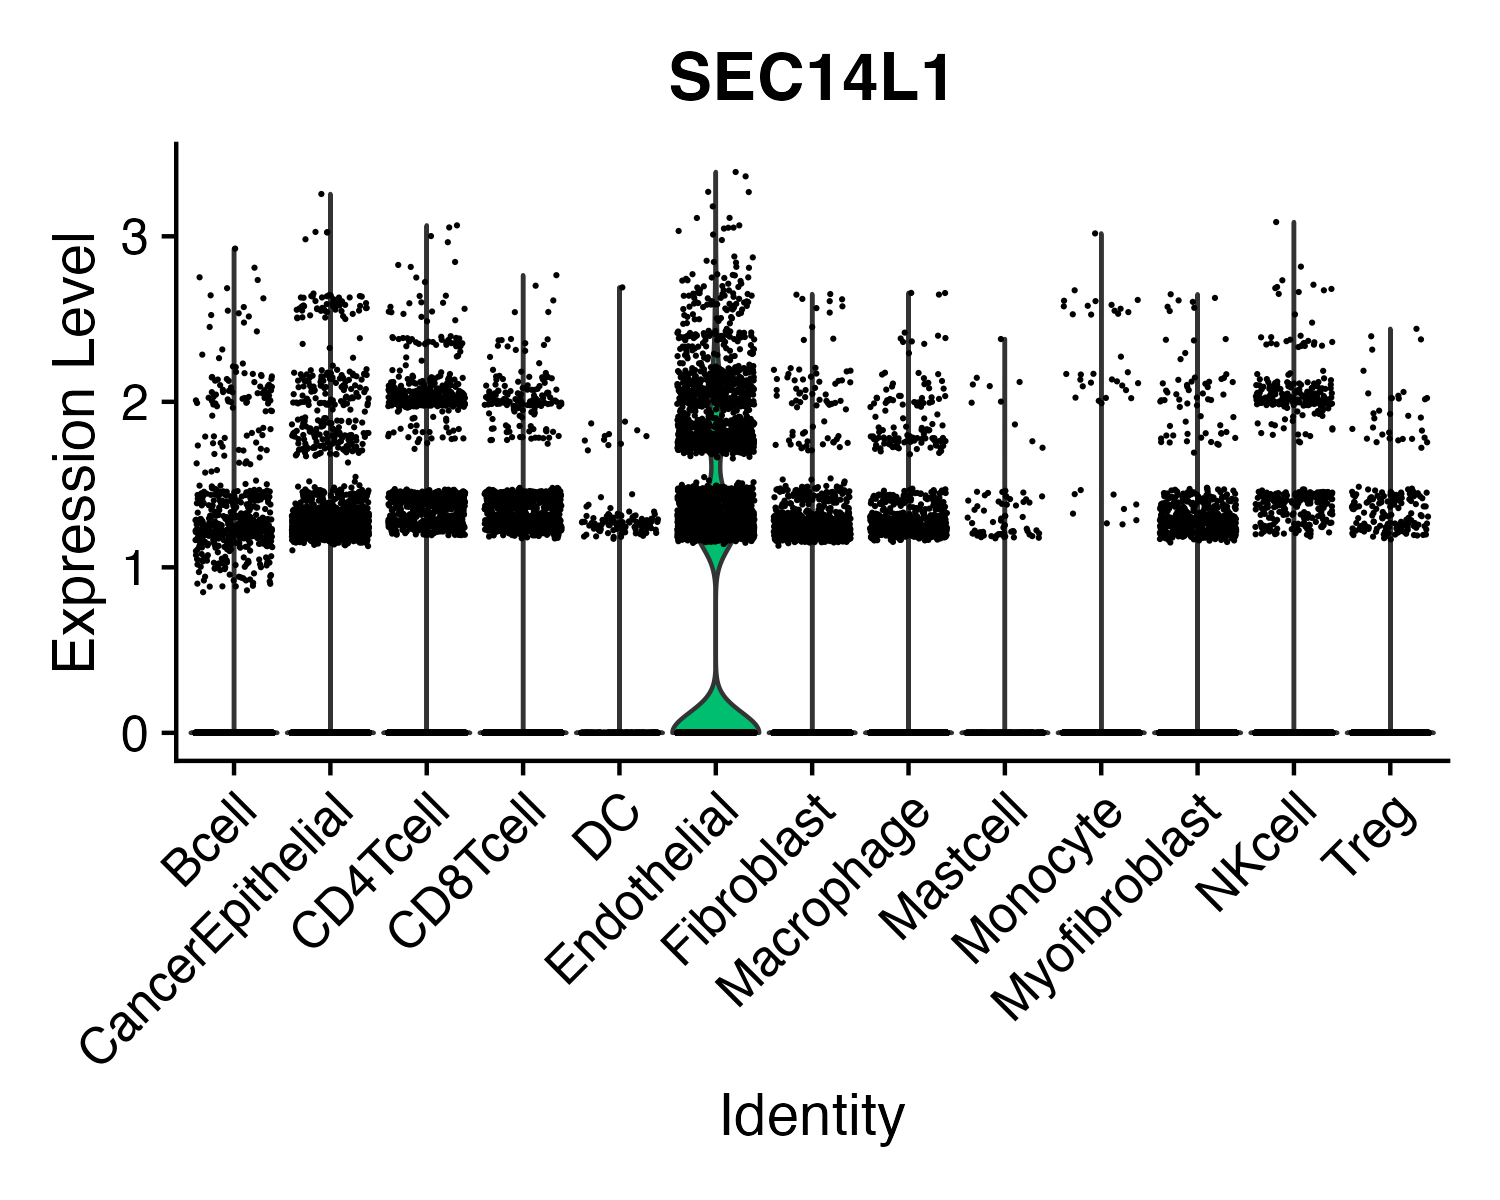 SEC14L1
Expression Level
3
2
1
0
Bcell
CancerEpithelial
CD4Tcell
CD8Tcell
DC
Endothelial
Fibroblast
Macrophage
Mastcell
Monocyte
Myofibroblast
NKcell
Treg
Identity